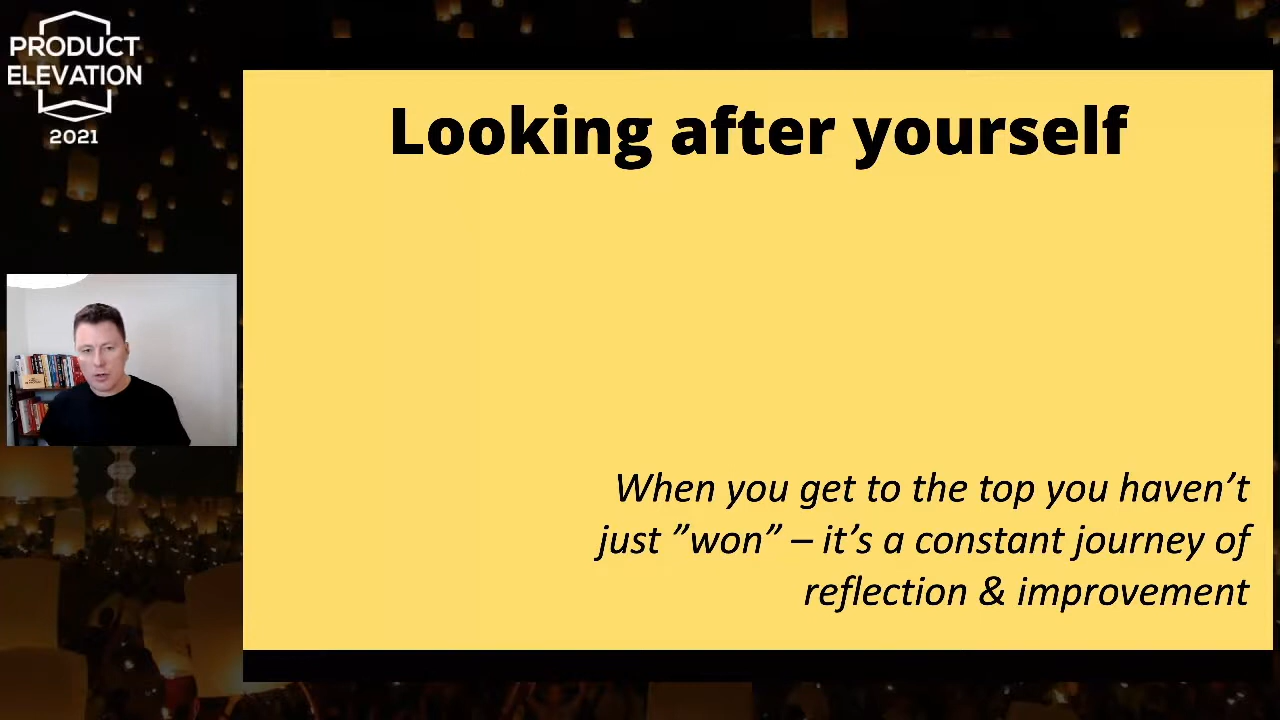 PRODUCT
ELEVATION
2021
Looking after yourself
When you get to the top you haven’t
just ”won” – it’s a constant journey of
reflection & improvement